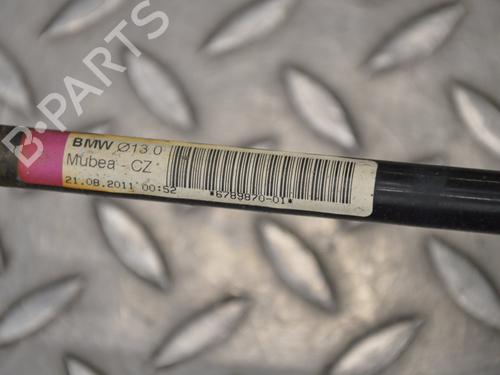 B-PARTS
BMW Ø13.0
Mubea - CZ
21.08.2011 00:52
*6789870-01*